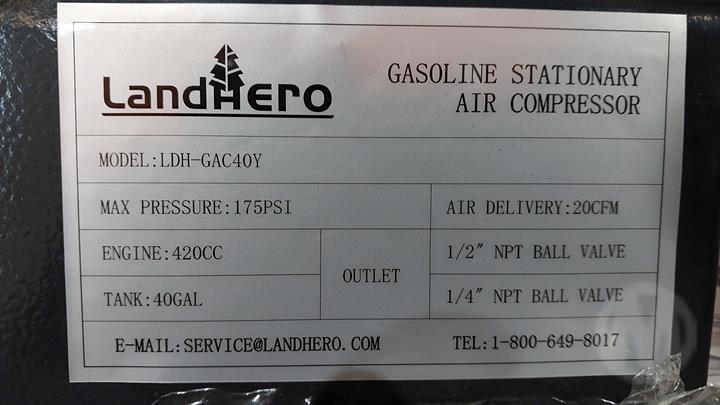 LANDHERO
GASOLINE STATIONARY
AIR COMPRESSOR
MODEL:LDH-GAC40Y
MAX PRESSURE:175PSI
AIR DELIVERY:20CFM
ENGINE:420CC
TANK:40GAL
OUTLET
1/2″ NPT BALL VALVE
1/4″ NPT BALL VALVE
E-MAIL:SERVICE@LANDHERO.COM
TEL:1-800-649-8017